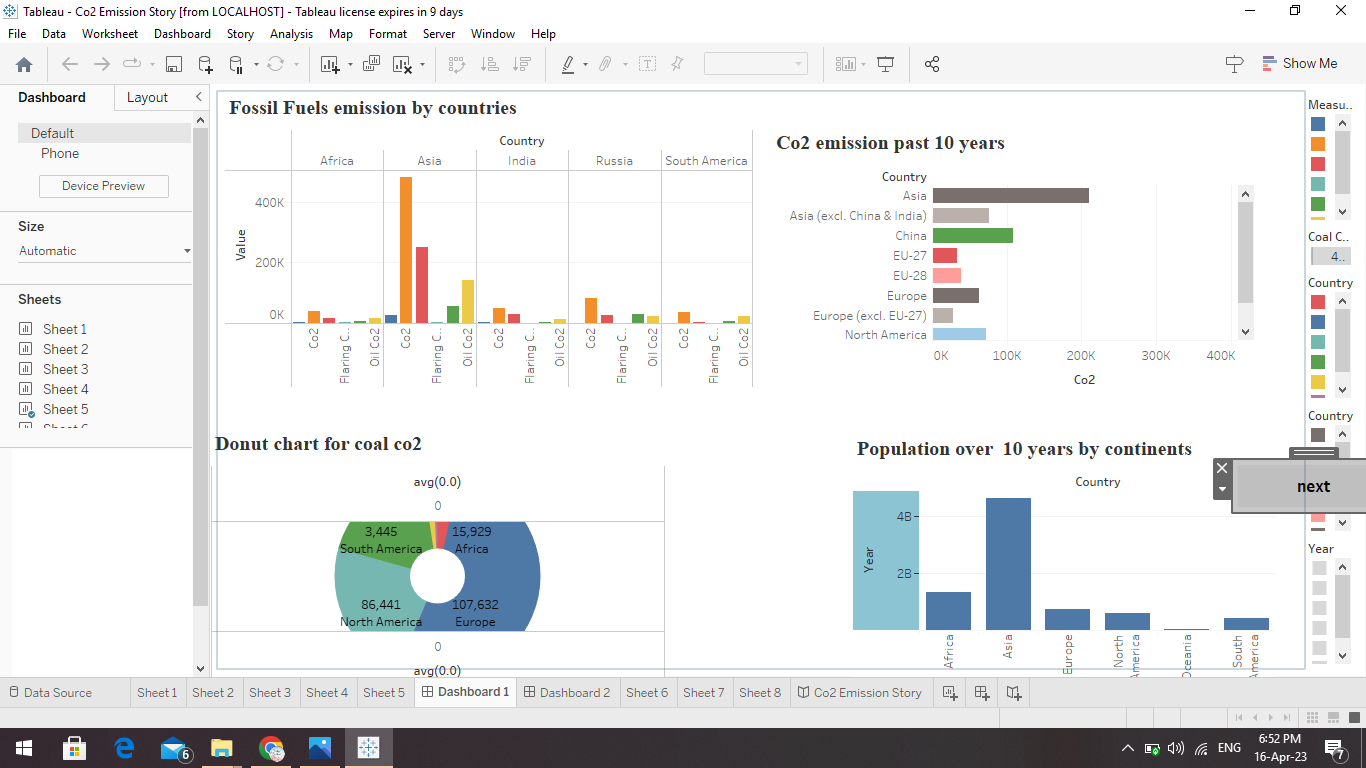 Tableau - Co2 Emission Story [from LOCALHOST] - Tableau license expires in 9 days
File Data Worksheet Dashboard Story Analysis Map Format Server Window Help
Show Me
Dashboard Layout
Default
Phone
Device Preview
Size
Automatic
Sheets
Sheet 1
Sheet 2
Sheet 3
Sheet 4
Sheet 5
Fossil Fuels emission by countries
Country
Africa Asia India Russia South America
Value
400K
200K
0K
Co2 Flaring C... Oil Co2 Co2 Flaring C... Oil Co2 Co2 Flaring C... Oil Co2 Co2 Flaring C... Oil Co2 Co2 Flaring C... Oil Co2
Co2 emission past 10 years
Country
Asia
Asia (excl. China & India)
China
EU-27
EU-28
Europe
Europe (excl. EU-27)
North America
0K 100K 200K 300K 400K
Co2
Donut chart for coal co2
avg(0.0)
0
3,445 15,929
South America Africa
86,441 107,632
North America Europe
0
avg(0.0)
Population over 10 years by continents
Country
Year
4B
2B
Africa Asia Europe North America Oceania South America
Measu..
Coal C..
4..
Country
Country
next
Year
Data Source Sheet 1 Sheet 2 Sheet 3 Sheet 4 Sheet 5 Dashboard 1 Dashboard 2 Sheet 6 Sheet 7 Sheet 8 Co2 Emission Story
6
ENG
6:52 PM
16-Apr-23
7